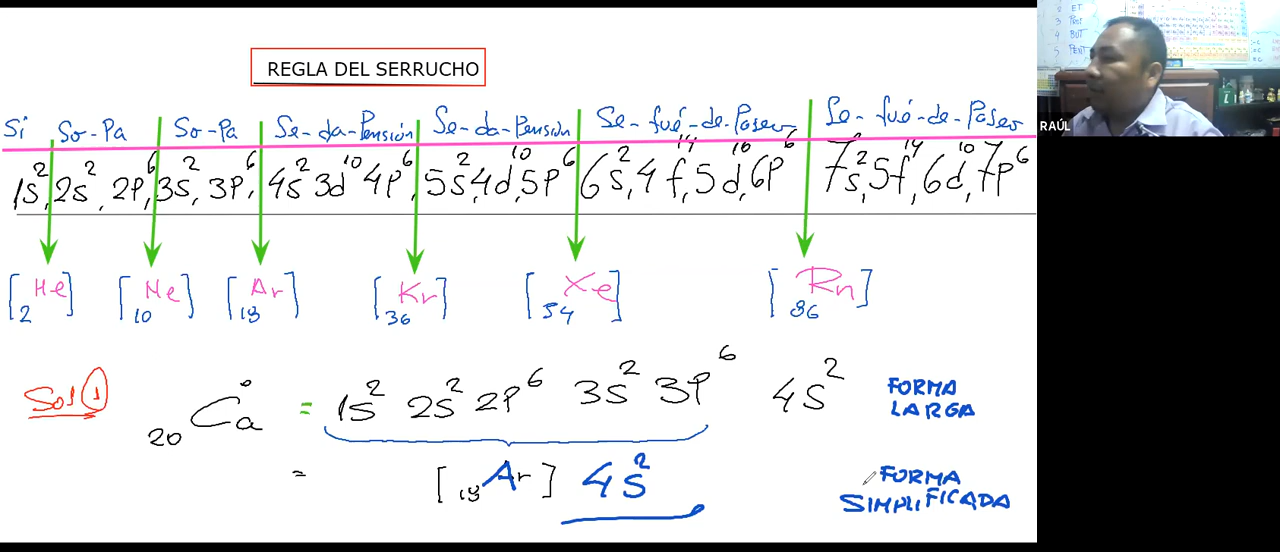 REGLA DEL SERRUCHO
Si So-Pa So-Pa Se-da-Pensión Se-da-Pensión Se-fué-de-Paseo, Se-fué-de-Paseo
1s², 2s², 2p⁶, 3s², 3p⁶, 4s² 3d¹⁰ 4p⁶, 5s², 4d¹⁰, 5p⁶ 6s², 4f¹⁴, 5d¹⁰, 6p⁶ 7s², 5f¹⁴, 6d¹⁰, 7p⁶
[₂He] [₁₀Ne] [₁₈Ar] [₃₆Kr] [₅₄Xe] [₈₆Rn]
Sol 1 ₂₀Ca° = 1s² 2s² 2p⁶ 3s² 3p⁶ 4s² FORMA
LARGA
= [₁₈Ar] 4s² FORMA
SIMPLIFICADA
RAÚL